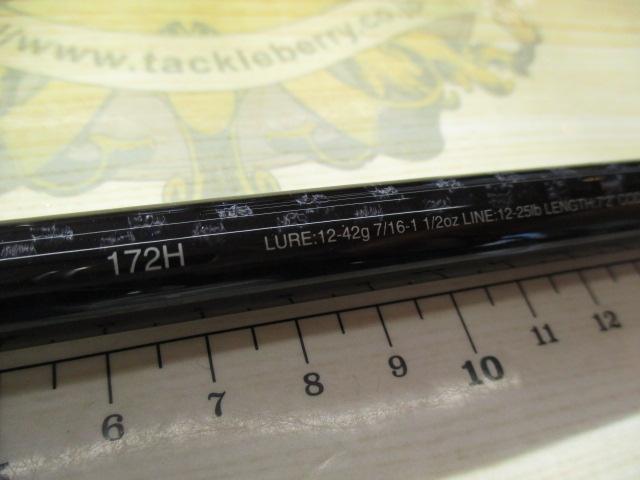 www.tackleberry.co
172H LURE:12-42g 7/16-1 1/2oz LINE:12-25lb LENGTH:7'2"
6 7 8 9 10 11 12